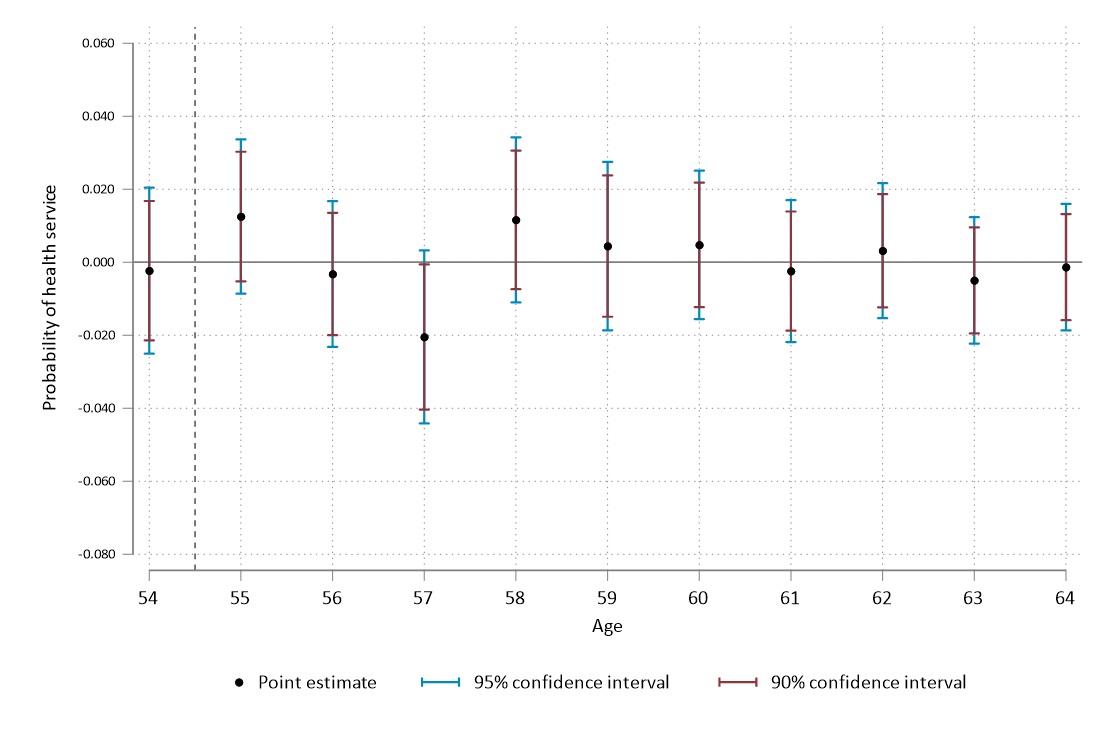 0.060
0.040
0.020
0.000
-0.020
-0.040
-0.060
-0.080
Probability of health service
54 55 56 57 58 59 60 61 62 63 64
Age
Point estimate 95% confidence interval 90% confidence interval